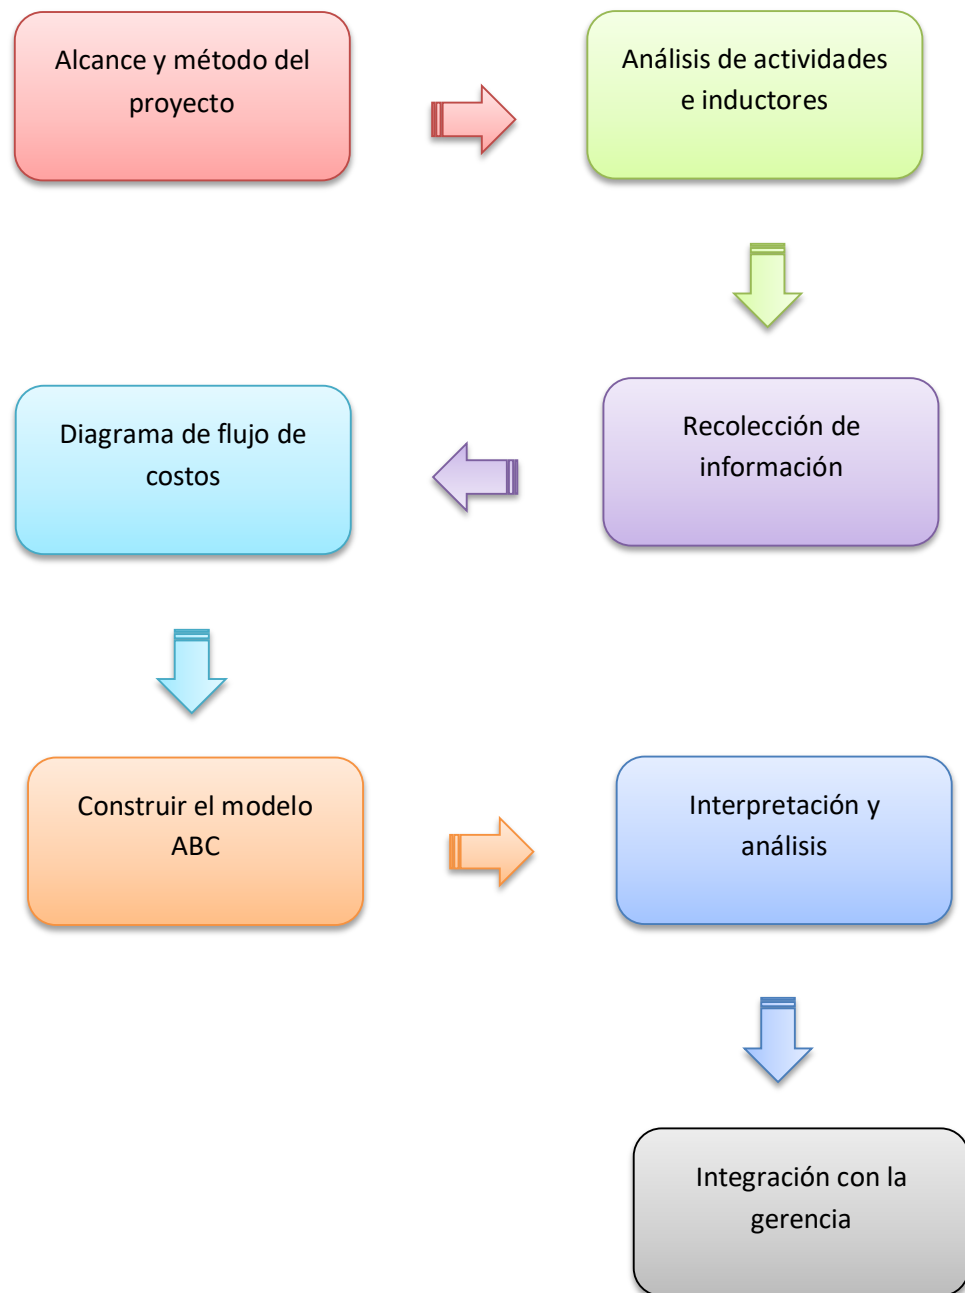 Alcance y método del
proyecto
Análisis de actividades
e inductores
Recolección de
información
Diagrama de flujo de
costos
Construir el modelo
ABC
Interpretación y
análisis
Integración con la
gerencia